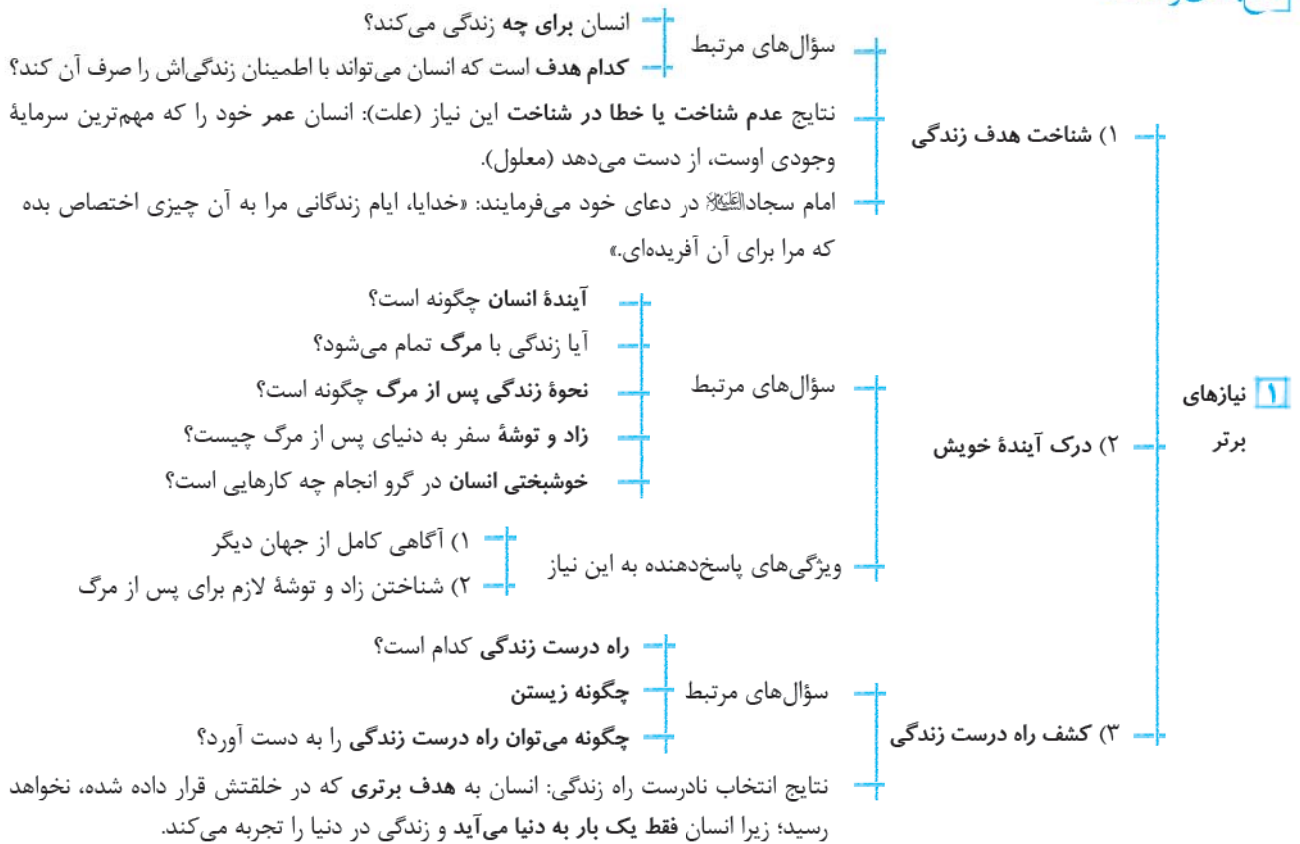 ۱ نیازهای
برتر
۱) شناخت هدف زندگی
سؤال‌های مرتبط
انسان برای چه زندگی می‌کند؟
کدام هدف است که انسان می‌تواند با اطمینان زندگی‌اش را صرف آن کند؟
نتایج عدم شناخت یا خطا در شناخت این نیاز (علت): انسان عمر خود را که مهم‌ترین سرمایۀ
وجودی اوست، از دست می‌دهد (معلول).
امام سجاد علیه‌السلام در دعای خود می‌فرمایند: «خدایا، ایام زندگانی مرا به آن چیزی اختصاص بده
که مرا برای آن آفریده‌ای.»
۲) درک آیندۀ خویش
سؤال‌های مرتبط
آیندۀ انسان چگونه است؟
آیا زندگی با مرگ تمام می‌شود؟
نحوۀ زندگی پس از مرگ چگونه است؟
زاد و توشۀ سفر به دنیای پس از مرگ چیست؟
خوشبختی انسان در گرو انجام چه کارهایی است؟
ویژگی‌های پاسخ‌دهنده به این نیاز
۱) آگاهی کامل از جهان دیگر
۲) شناختن زاد و توشۀ لازم برای پس از مرگ
۳) کشف راه درست زندگی
سؤال‌های مرتبط
راه درست زندگی کدام است؟
چگونه زیستن
چگونه می‌توان راه درست زندگی را به دست آورد؟
نتایج انتخاب نادرست راه زندگی: انسان به هدف برتری که در خلقتش قرار داده شده، نخواهد
رسید؛ زیرا انسان فقط یک بار به دنیا می‌آید و زندگی در دنیا را تجربه می‌کند.